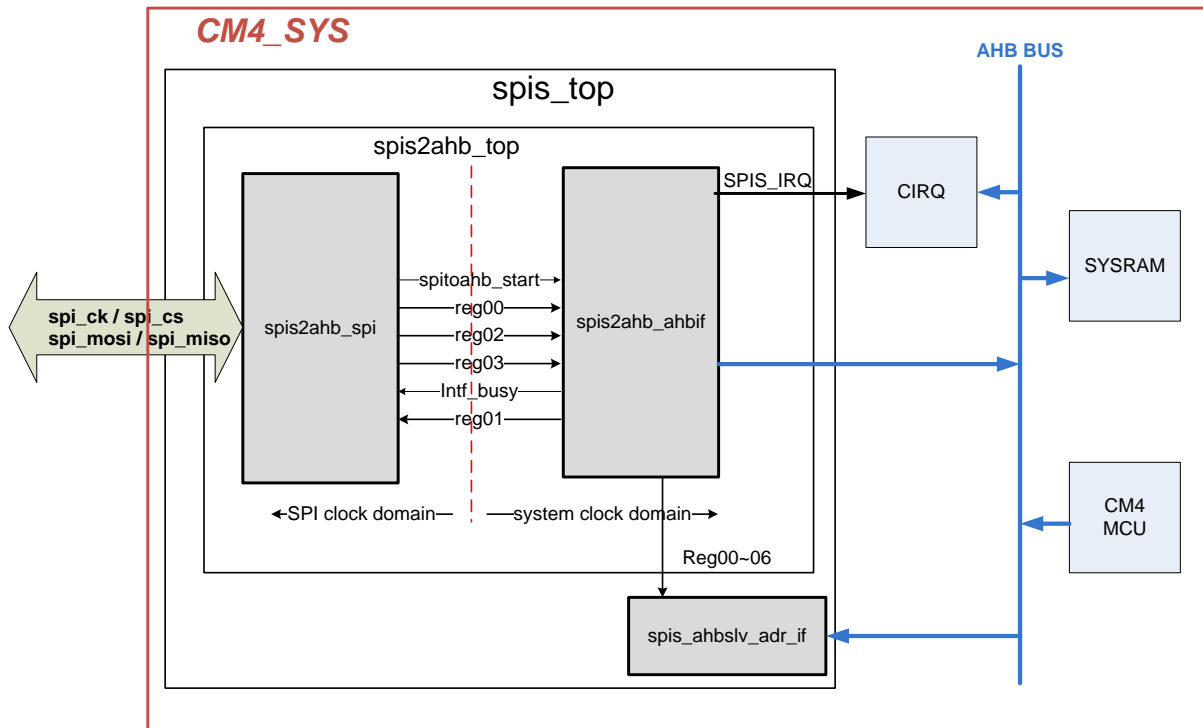 CM4_SYS
AHB BUS
spis_top
spis2ahb_top
SPIS_IRQ
CIRQ
SYSRAM
spitoahb_start
reg00
spi_ck / spi_cs
spi_mosi / spi_miso
spis2ahb_spi
reg02
spis2ahb_ahbif
reg03
Intf_busy
reg01
CM4
MCU
SPI clock domain
system clock domain
Reg00~06
spis_ahbslv_adr_if